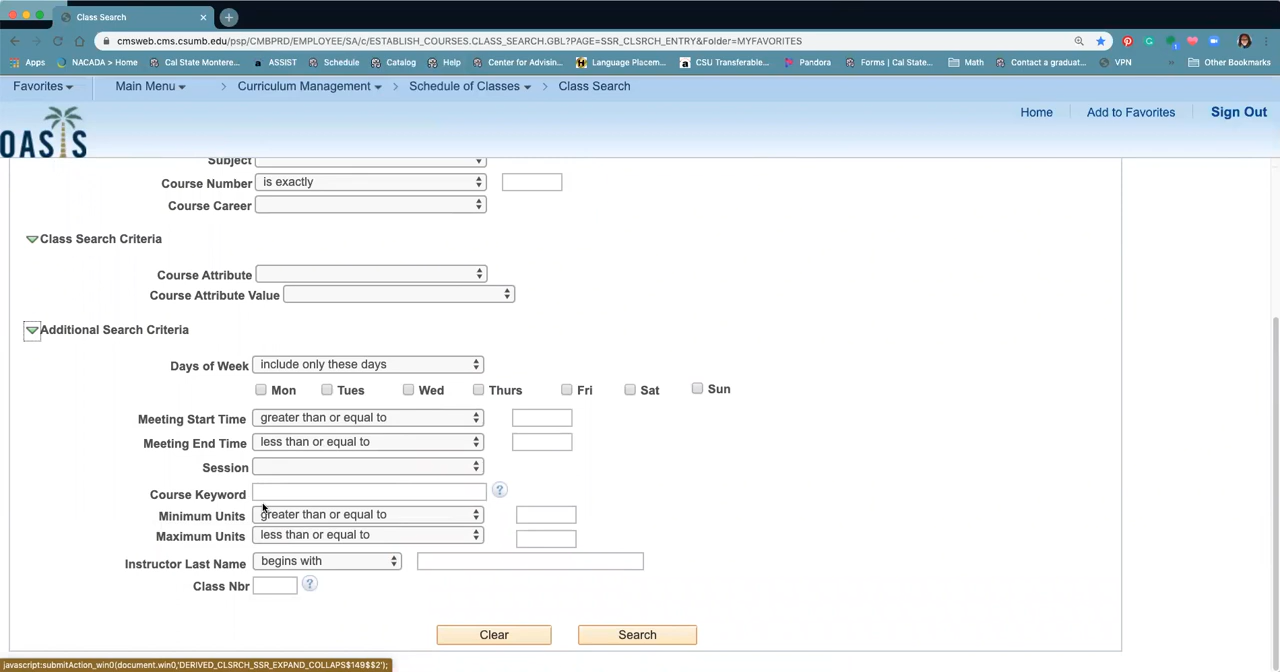 Class Search × +
cmsweb.cms.csumb.edu/psp/CMBPRD/EMPLOYEE/SA/c/ESTABLISH_COURSES.CLASS_SEARCH.GBL?PAGE=SSR_CLSRCH_ENTRY&Folder=MYFAVORITES
Apps NACADA > Home Cal State Montere... ASSIST Schedule Catalog Help Center for Advisin... Language Placem... CSU Transferable... Pandora Forms | Cal State... Math Contact a graduat... VPN » Other Bookmarks
Favorites Main Menu > Curriculum Management > Schedule of Classes > Class Search
Home Add to Favorites Sign Out
OASIS
Subject
Course Number is exactly
Course Career
Class Search Criteria
Course Attribute
Course Attribute Value
Additional Search Criteria
Days of Week include only these days
Mon Tues Wed Thurs Fri Sat Sun
Meeting Start Time greater than or equal to
Meeting End Time less than or equal to
Session
Course Keyword ?
Minimum Units greater than or equal to
Maximum Units less than or equal to
Instructor Last Name begins with
Class Nbr ?
Clear Search
javascript:submitAction_win0(document.win0,'DERIVED_CLSRCH_SSR_EXPAND_COLLAPS$149$$2');